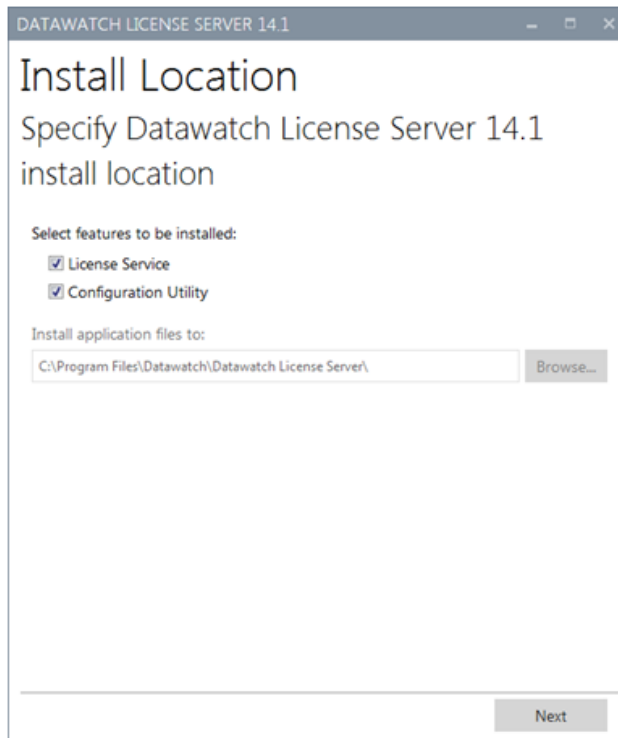 DATAWATCH LICENSE SERVER 14.1
Install Location
Specify Datawatch License Server 14.1
install location
Select features to be installed:
License Service
Configuration Utility
Install application files to:
C:\Program Files\Datawatch\Datawatch License Server\
Browse...
Next